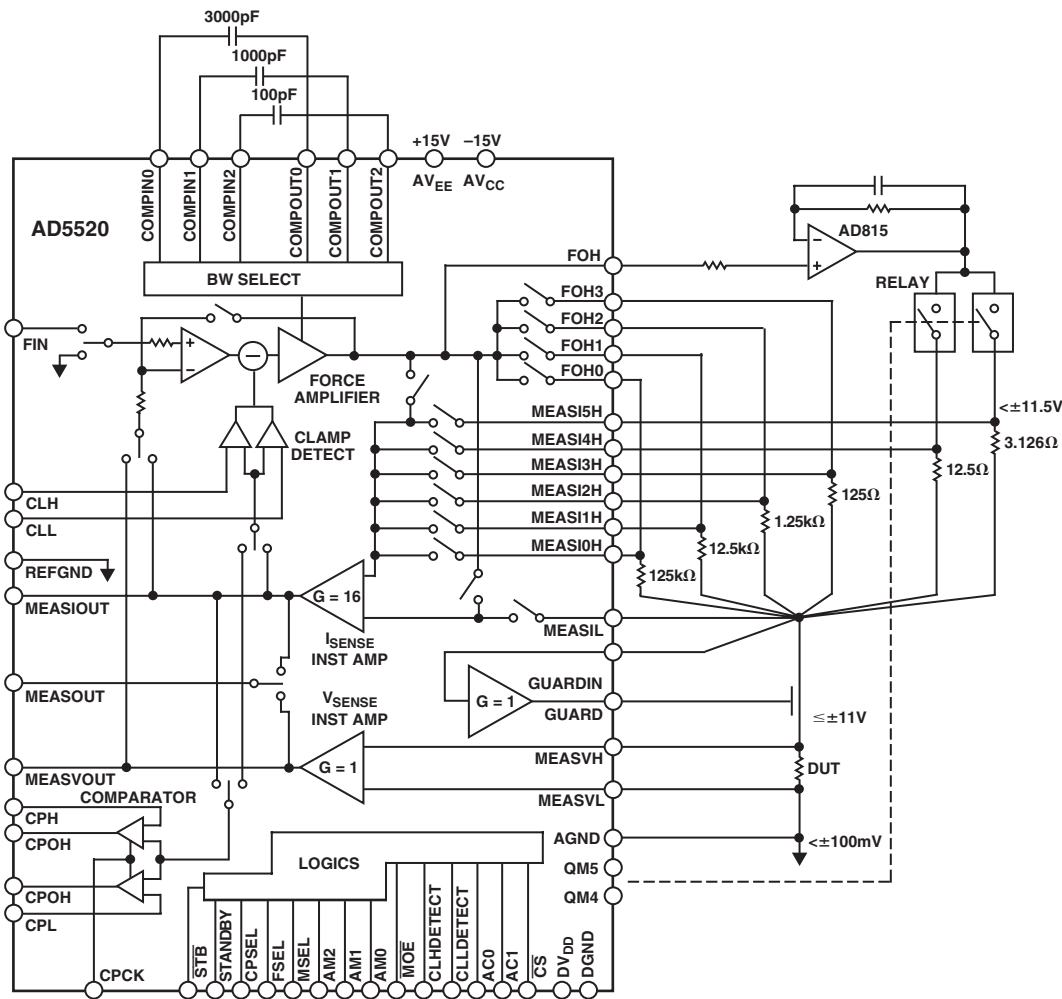 3000pF
1000pF
100pF
+15V
–15V
AVEE
AVCC
COMPIN0
COMPIN1
COMPIN2
COMPOUT0
COMPOUT1
COMPOUT2
AD5520
BW SELECT
FOH
AD815
RELAY
FOH3
FOH2
FOH1
FOH0
FIN
FORCE
AMPLIFIER
CLAMP
DETECT
MEASI5H
MEASI4H
MEASI3H
MEASI2H
MEASI1H
MEASI0H
<±11.5V
3.126Ω
12.5Ω
125Ω
1.25kΩ
12.5kΩ
125kΩ
CLH
CLL
REFGND
MEASIOUT
G = 16
ISENSE
INST AMP
MEASIL
MEASOUT
VSENSE
INST AMP
G = 1
GUARDIN
GUARD
≤±11V
G = 1
MEASVH
DUT
MEASVOUT
MEASVL
COMPARATOR
CPH
CPOH
CPOH
CPL
AGND
<±100mV
QM5
QM4
LOGICS
CPCK
STB
STANDBY
CPSEL
FSEL
MSEL
AM2
AM1
AM0
MOE
CLHDETECT
CLLDETECT
AC0
AC1
CS
DVDD
DGND